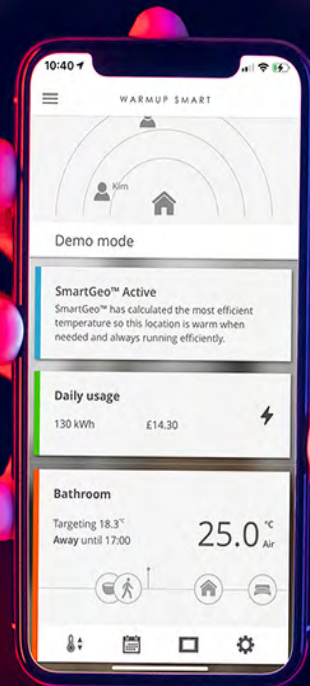 10:40
WARMUP SMART
Kim
Demo mode
SmartGeo™ Active
SmartGeo™ has calculated the most efficient
temperature so this location is warm when
needed and always running efficiently.
Daily usage
130 kWh £14.30
Bathroom
Targeting 18.3°C
Away until 17:00
25.0 °C
Air